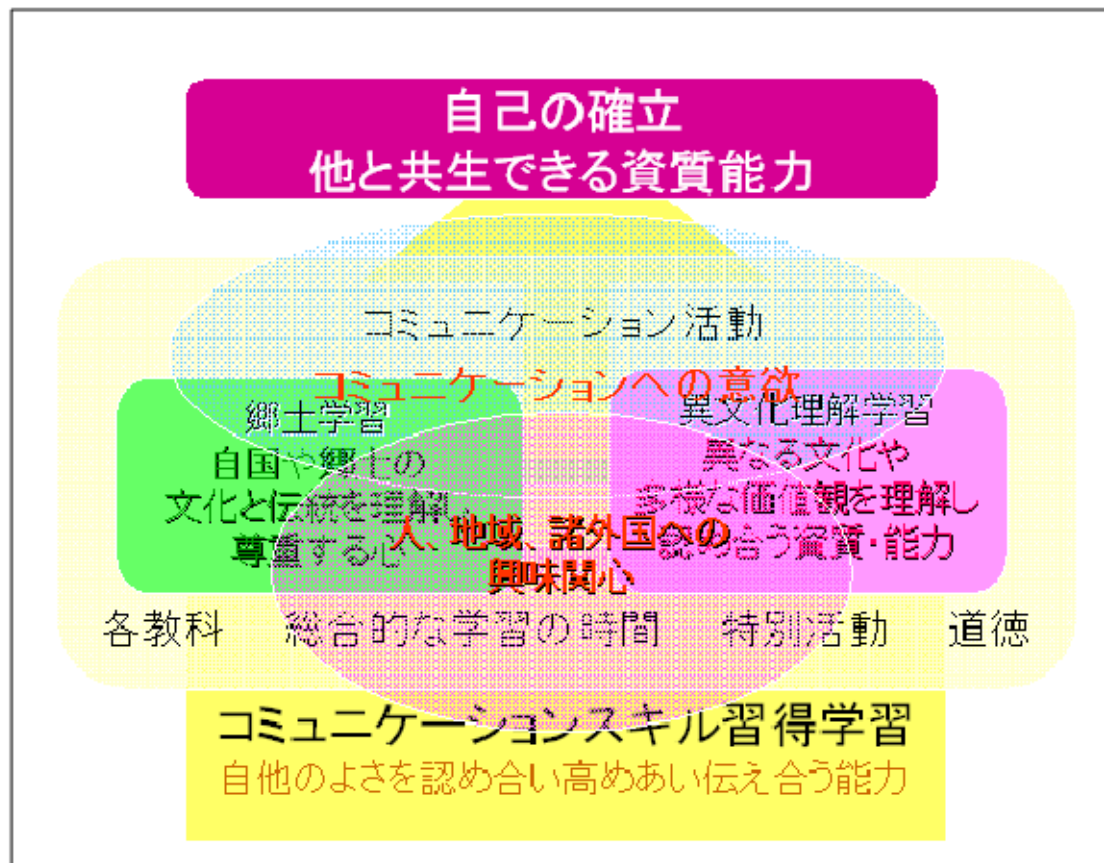 自己の確立
他と共生できる資質能力
コミュニケーション活動
コミュニケーションへの意欲
郷土学習
自国や郷土の
文化と伝統を理解し
尊重する心
異文化理解学習
異なる文化や
多様な価値観を理解し
認め合う資質・能力
人、地域、諸外国への
興味関心
各教科 総合的な学習の時間 特別活動 道徳
コミュニケーションスキル習得学習
自他のよさを認め合い高めあい伝え合う能力